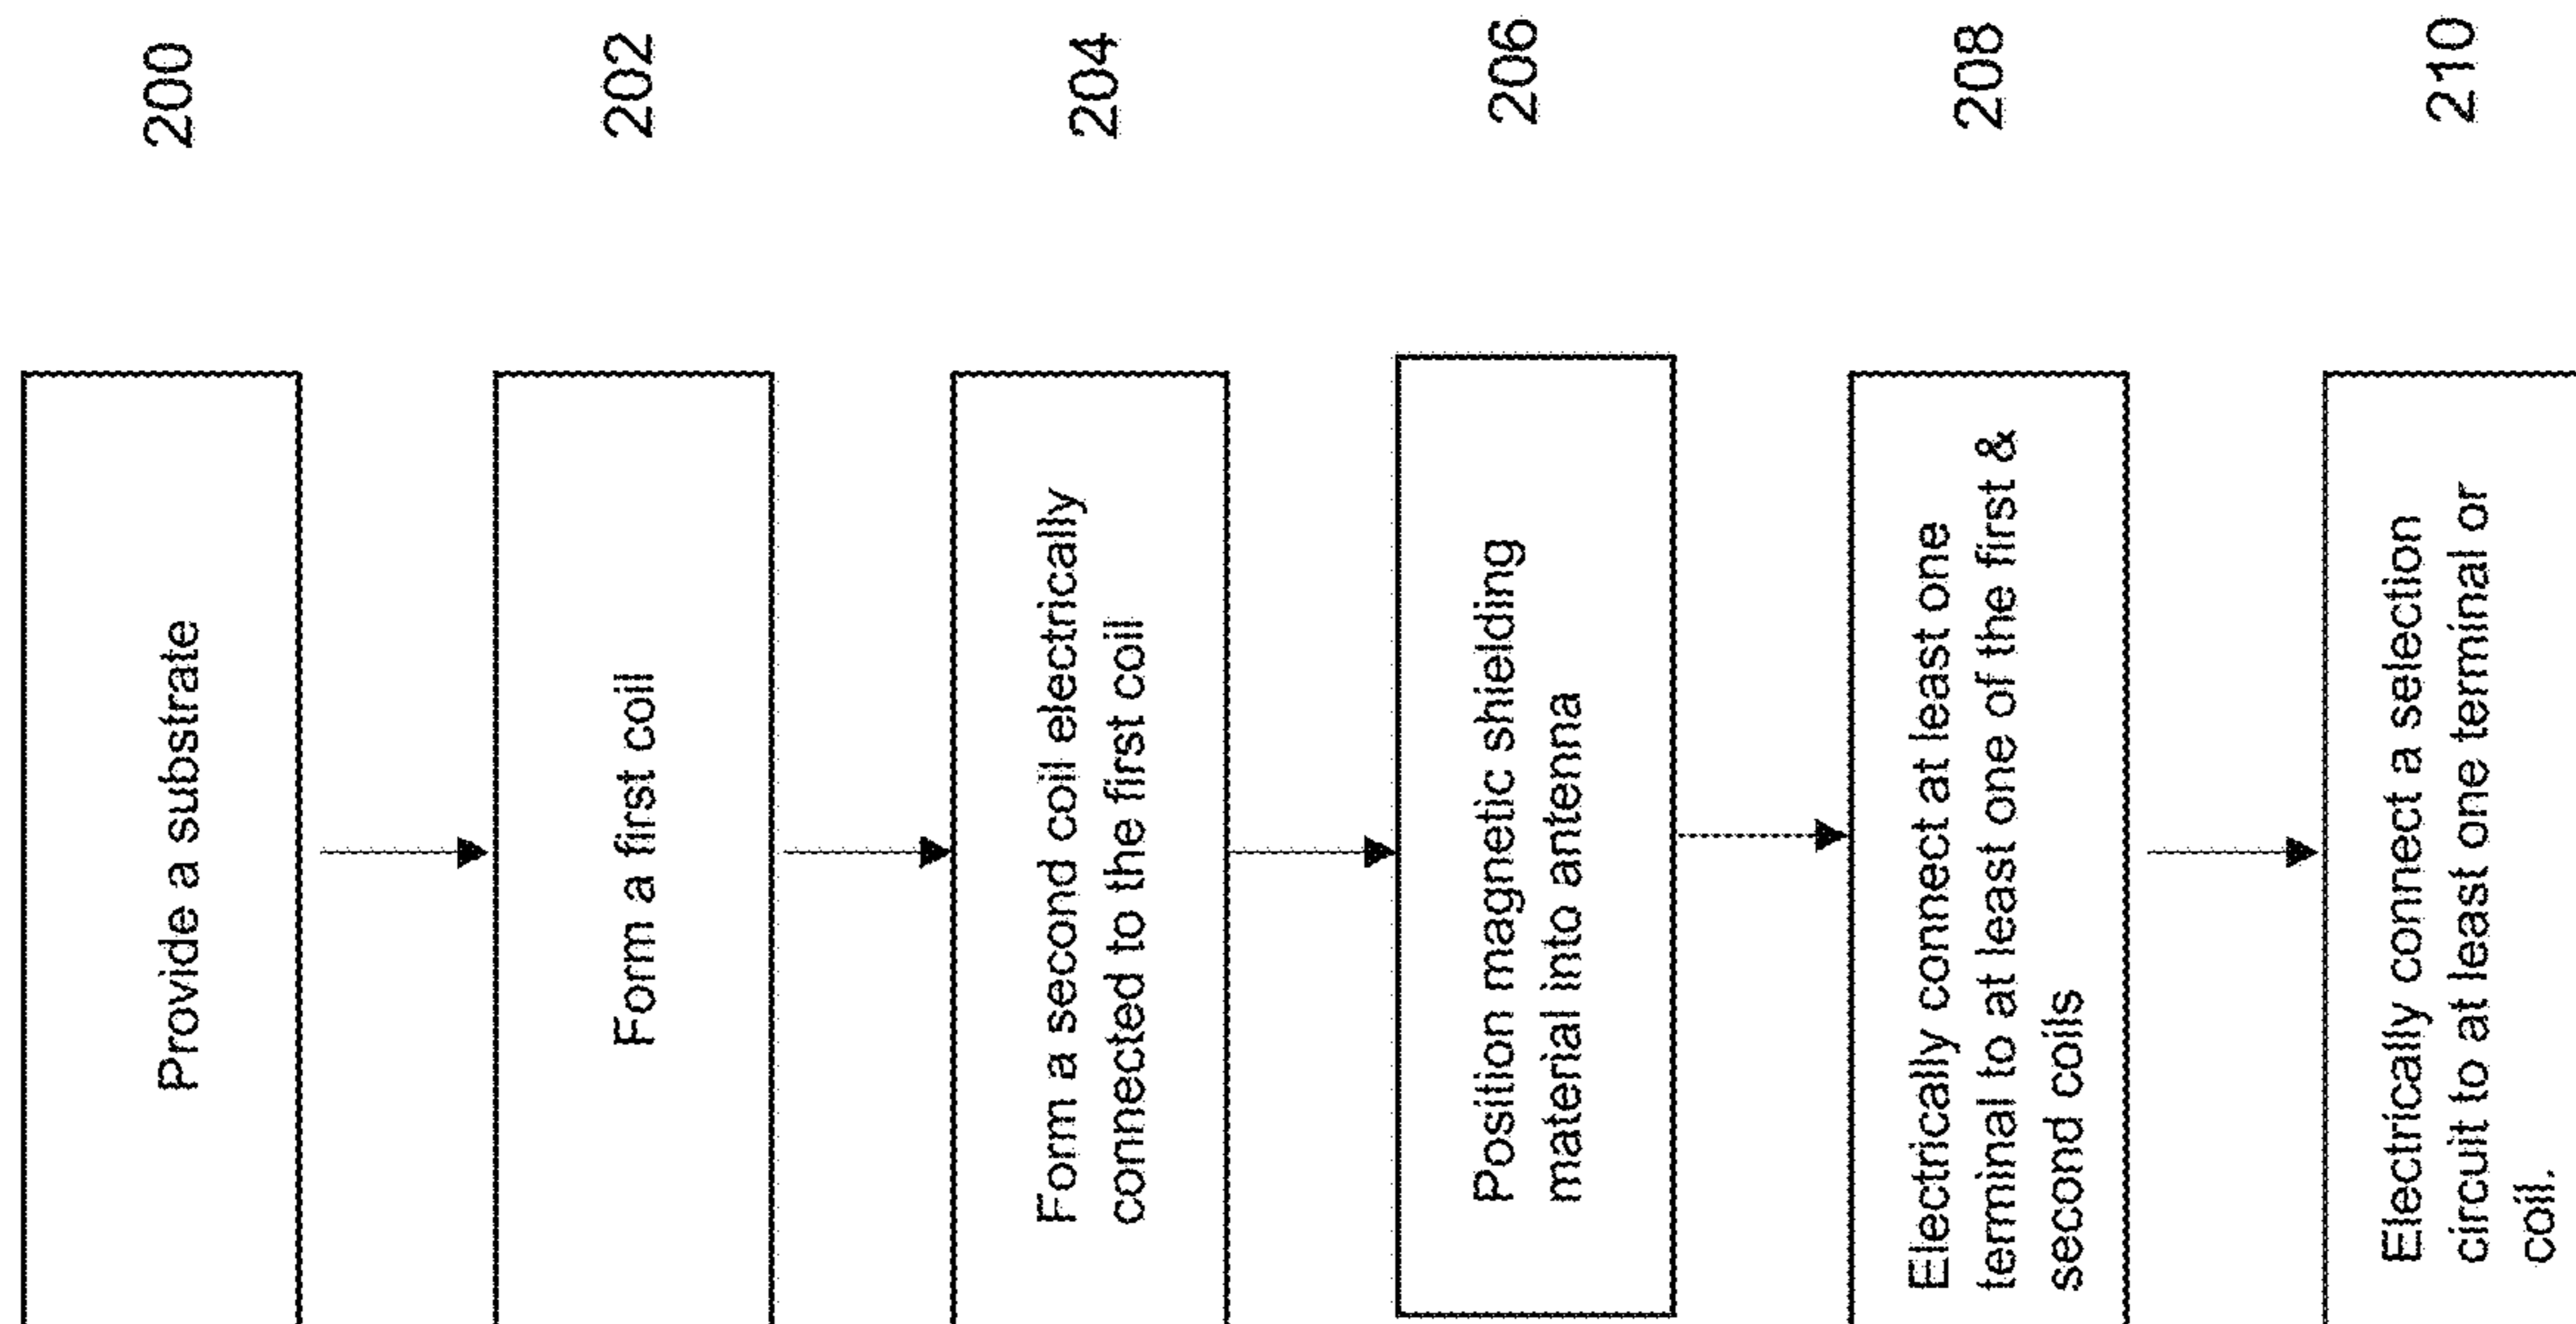 Provide a substrate
200
Form a first coil
202
Form a second coil electrically
connected to the first coil
204
Position magnetic shielding
material into antenna
206
Electrically connect at least one
terminal to at least one of the first &
second coils
208
Electrically connect a selection
circuit to at least one terminal or
coil.
210